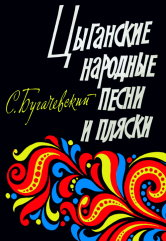 Цыганские
народные
песни
и пляски
С. Бугачевский